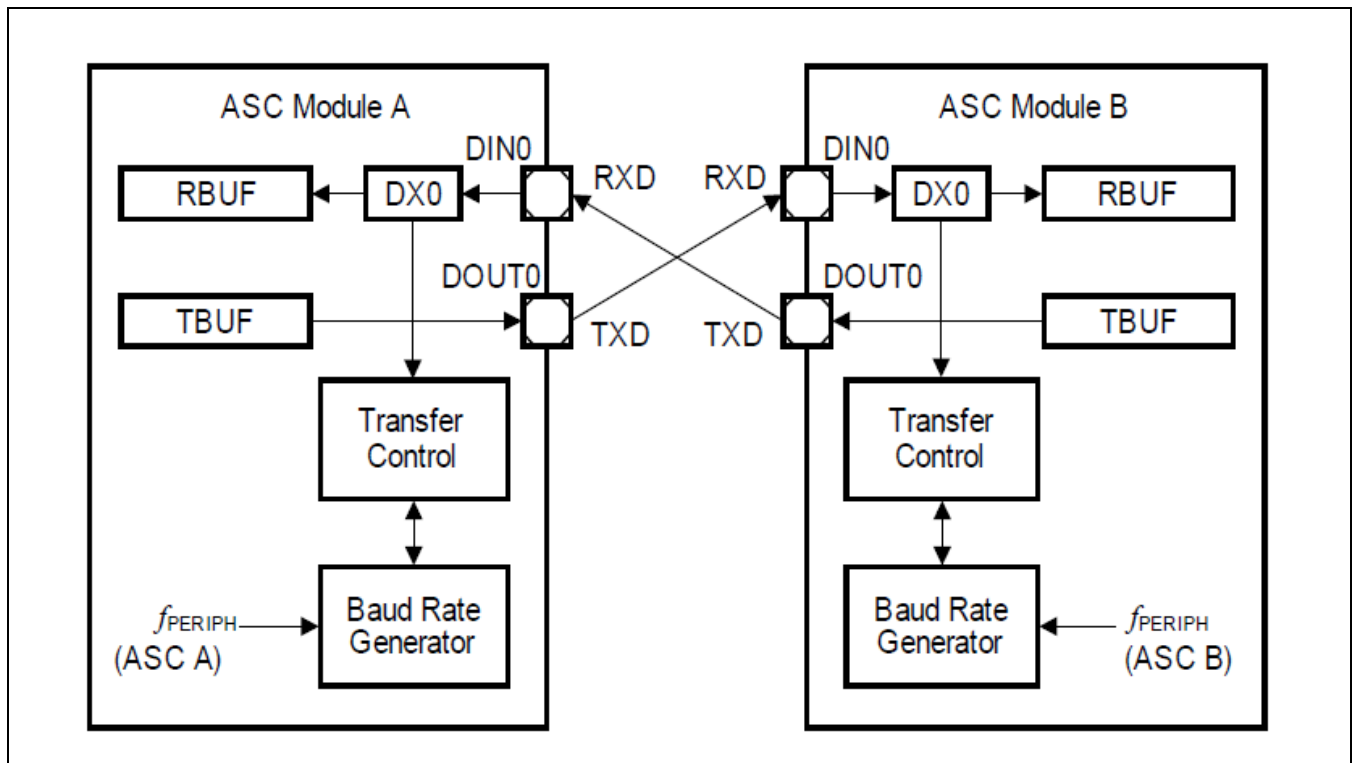 ASC Module A
DIN0
RXD
RBUF
DX0
DOUT0
TBUF
TXD
Transfer
Control
Baud Rate
Generator
fPERIPH
(ASC A)
ASC Module B
RXD
DIN0
DX0
RBUF
DOUT0
TXD
TBUF
Transfer
Control
Baud Rate
Generator
fPERIPH
(ASC B)